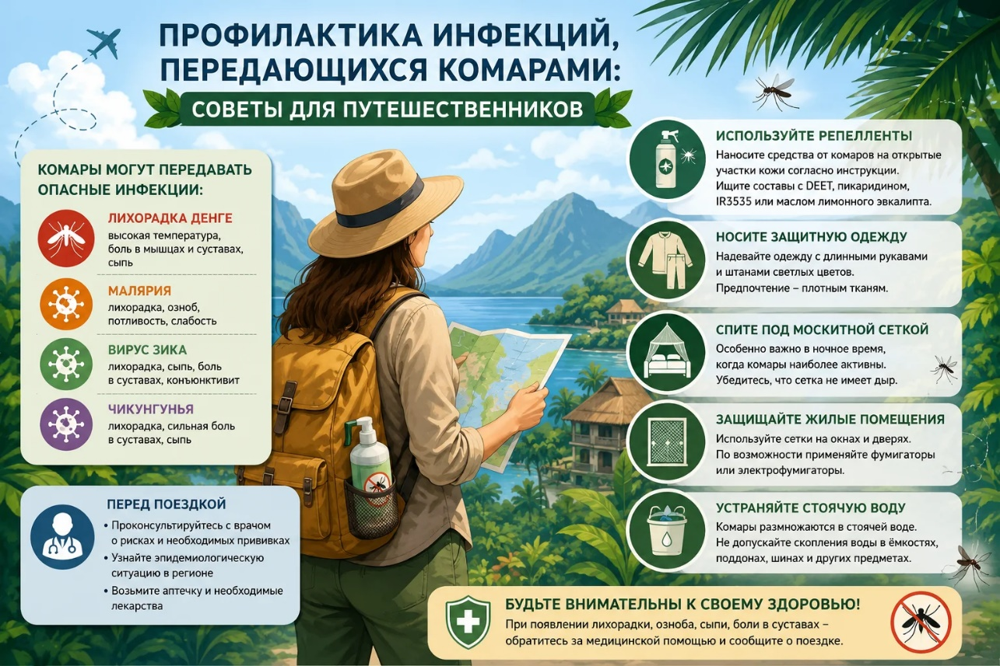 ПРОФИЛАКТИКА ИНФЕКЦИЙ,
ПЕРЕДАЮЩИХСЯ КОМАРАМИ:
СОВЕТЫ ДЛЯ ПУТЕШЕСТВЕННИКОВ
КОМАРЫ МОГУТ ПЕРЕДАВАТЬ
ОПАСНЫЕ ИНФЕКЦИИ:
ЛИХОРАДКА ДЕНГЕ
высокая температура,
боль в мышцах и суставах,
сыпь
МАЛЯРИЯ
лихорадка, озноб,
потливость, слабость
ВИРУС ЗИКА
лихорадка, сыпь, боль
в суставах, конъюнктивит
ЧИКУНГУНЬЯ
лихорадка, сильная боль
в суставах, сыпь
ПЕРЕД ПОЕЗДКОЙ
• Проконсультируйтесь с врачом
о рисках и необходимых прививках
• Узнайте эпидемиологическую
ситуацию в регионе
• Возьмите аптечку и необходимые
лекарства
ИСПОЛЬЗУЙТЕ РЕПЕЛЛЕНТЫ
Наносите средства от комаров на открытые
участки кожи согласно инструкции.
Ищите составы с DEET, пикаридином,
IR3535 или маслом лимонного эвкалипта.
НОСИТЕ ЗАЩИТНУЮ ОДЕЖДУ
Надевайте одежду с длинными рукавами
и штанами светлых цветов.
Предпочтение – плотным тканям.
СПИТЕ ПОД МОСКИТНОЙ СЕТКОЙ
Особенно важно в ночное время,
когда комары наиболее активны.
Убедитесь, что сетка не имеет дыр.
ЗАЩИЩАЙТЕ ЖИЛЫЕ ПОМЕЩЕНИЯ
Используйте сетки на окнах и дверях.
По возможности применяйте фумигаторы
или электрофумигаторы.
УСТРАНЯЙТЕ СТОЯЧУЮ ВОДУ
Комары размножаются в стоячей воде.
Не допускайте скопления воды в ёмкостях,
поддонах, шинах и других предметах.
БУДЬТЕ ВНИМАТЕЛЬНЫ К СВОЕМУ ЗДОРОВЬЮ!
При появлении лихорадки, озноба, сыпи, боли в суставах –
обратитесь за медицинской помощью и сообщите о поездке.